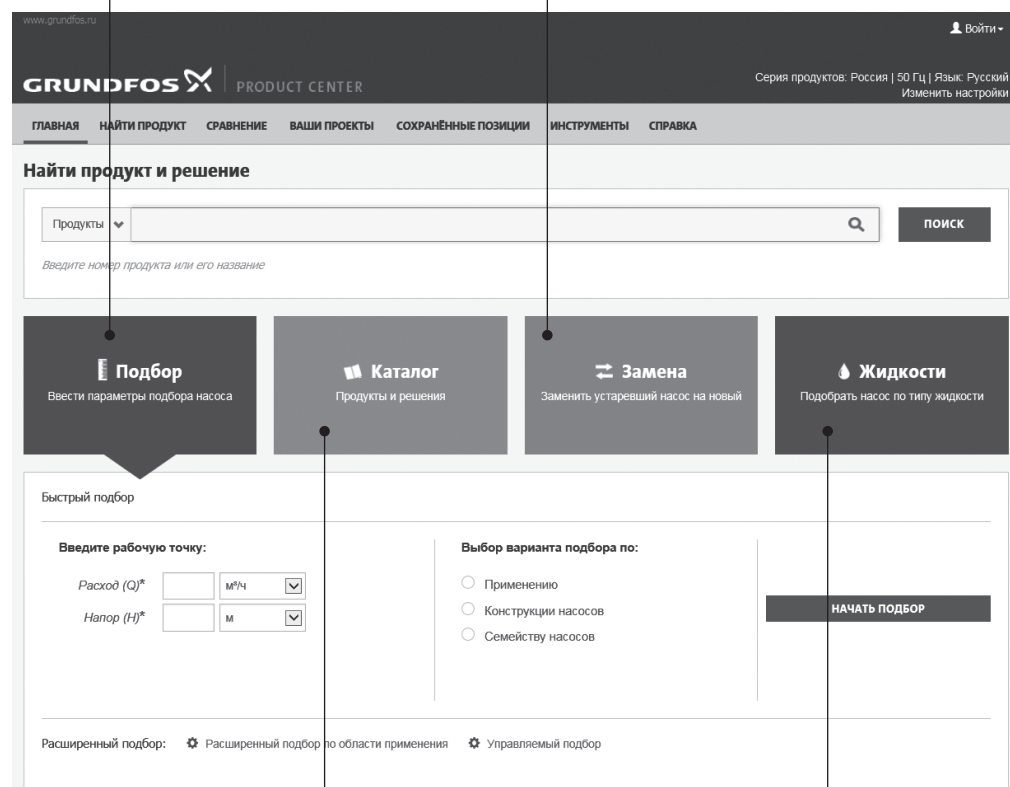 www.grundfos.ru
Войти
GRUNDFOS PRODUCT CENTER
Серия продуктов: Россия | 50 Гц | Язык: Русский
Изменить настройки
ГЛАВНАЯ НАЙТИ ПРОДУКТ СРАВНЕНИЕ ВАШИ ПРОЕКТЫ СОХРАНЁННЫЕ ПОЗИЦИИ ИНСТРУМЕНТЫ СПРАВКА
Найти продукт и решение
Продукты
ПОИСК
Введите номер продукта или его название
Подбор
Ввести параметры подбора насоса
Каталог
Продукты и решения
Замена
Заменить устаревший насос на новый
Жидкости
Подобрать насос по типу жидкости
Быстрый подбор
Введите рабочую точку:
Расход (Q)* м³/ч
Напор (H)* м
Выбор варианта подбора по:
Применению
Конструкции насосов
Семейству насосов
НАЧАТЬ ПОДБОР
Расширенный подбор: Расширенный подбор по области применения Управляемый подбор